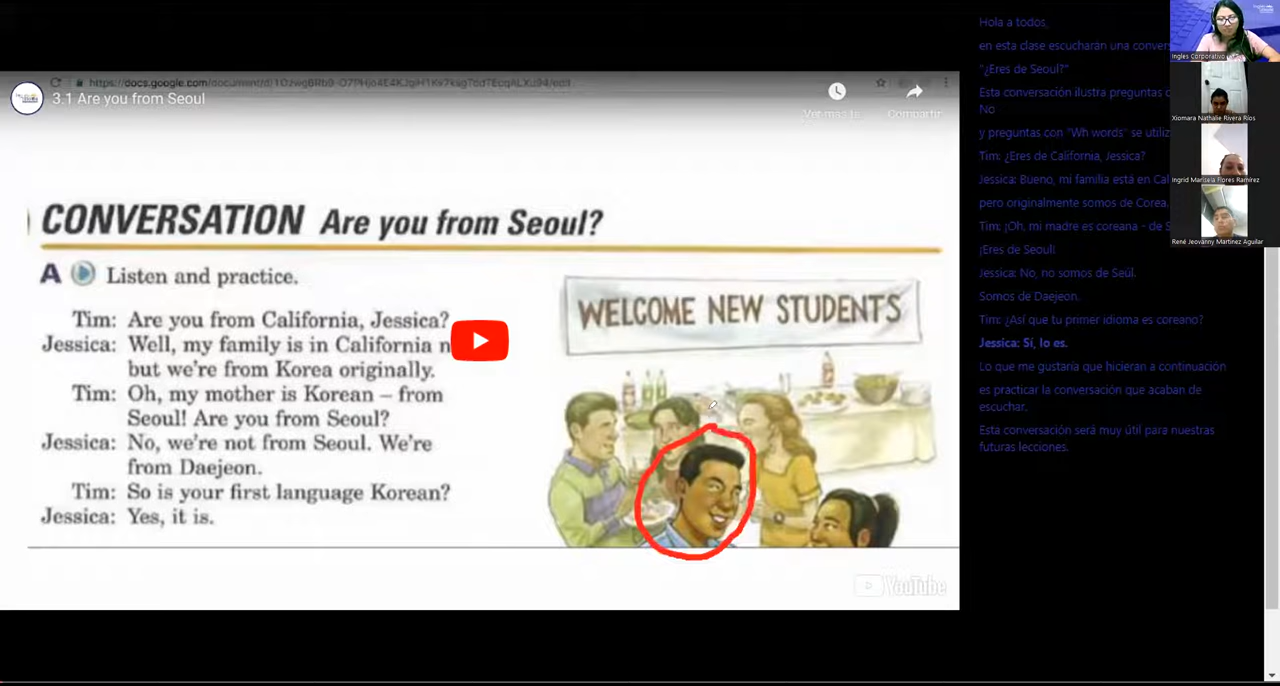 3.1 Are you from Seoul
Ver más ta...
Compartir
CONVERSATION Are you from Seoul?
A Listen and practice.
Tim: Are you from California, Jessica?
Jessica: Well, my family is in California n
but we're from Korea originally.
Tim: Oh, my mother is Korean – from
Seoul! Are you from Seoul?
Jessica: No, we're not from Seoul. We're
from Daejeon.
Tim: So is your first language Korean?
Jessica: Yes, it is.
WELCOME NEW STUDENTS
YouTube
Hola a todos,
en esta clase escucharán una conver
"¿Eres de Seoul?"
Esta conversación ilustra preguntas
No
y preguntas con "Wh words" se utiliz
Tim: ¿Eres de California, Jessica?
Jessica: Bueno, mi familia está en Cal
pero originalmente somos de Corea.
Tim: ¡Oh, mi madre es coreana - de S
¡Eres de Seoul!
Jessica: No, no somos de Seúl.
Somos de Daejeon.
Tim: ¿Así que tu primer idioma es coreano?
Jessica: Sí, lo es.
Lo que me gustaría que hicieran a continuación
es practicar la conversación que acaban de
escuchar.
Esta conversación será muy útil para nuestras
futuras lecciones.
Ingles Corporativo
Xiomara Nathalie Rivera Ríos
Ingrid Marisela Flores Ramírez
René Jeovanny Martinez Aguilar